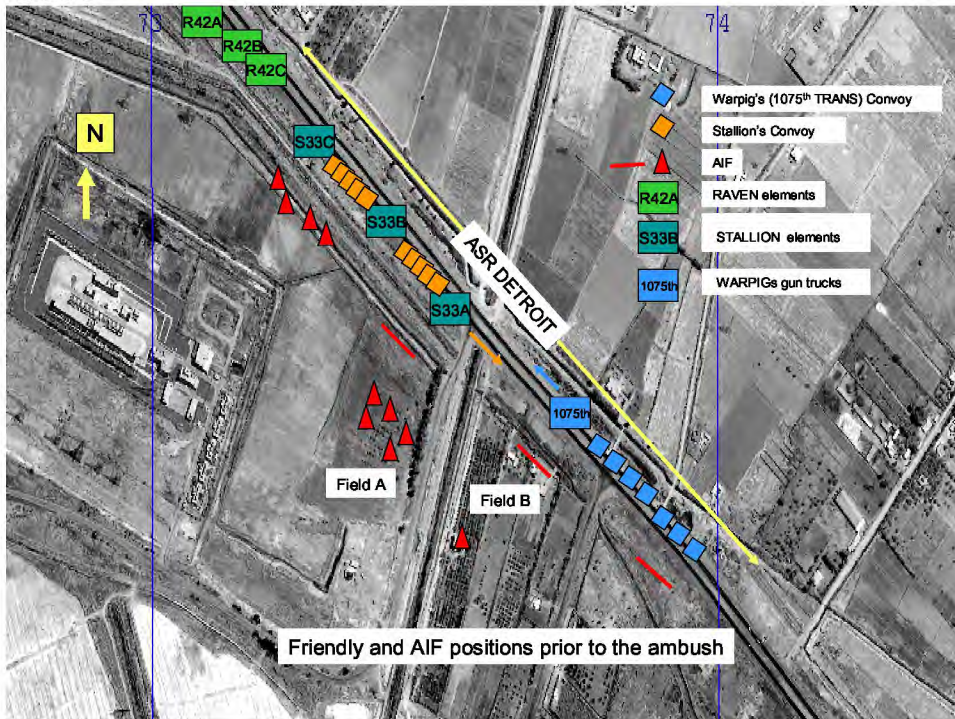 73
74
R42A
R42B
R42C
N
S33C
S33B
S33A
ASR DETROIT
1075th
Field A
Field B
Warpig's (1075th TRANS) Convoy
Stallion's Convoy
AIF
R42A
RAVEN elements
S33B
STALLION elements
1075th
WARPIGs gun trucks
Friendly and AIF positions prior to the ambush